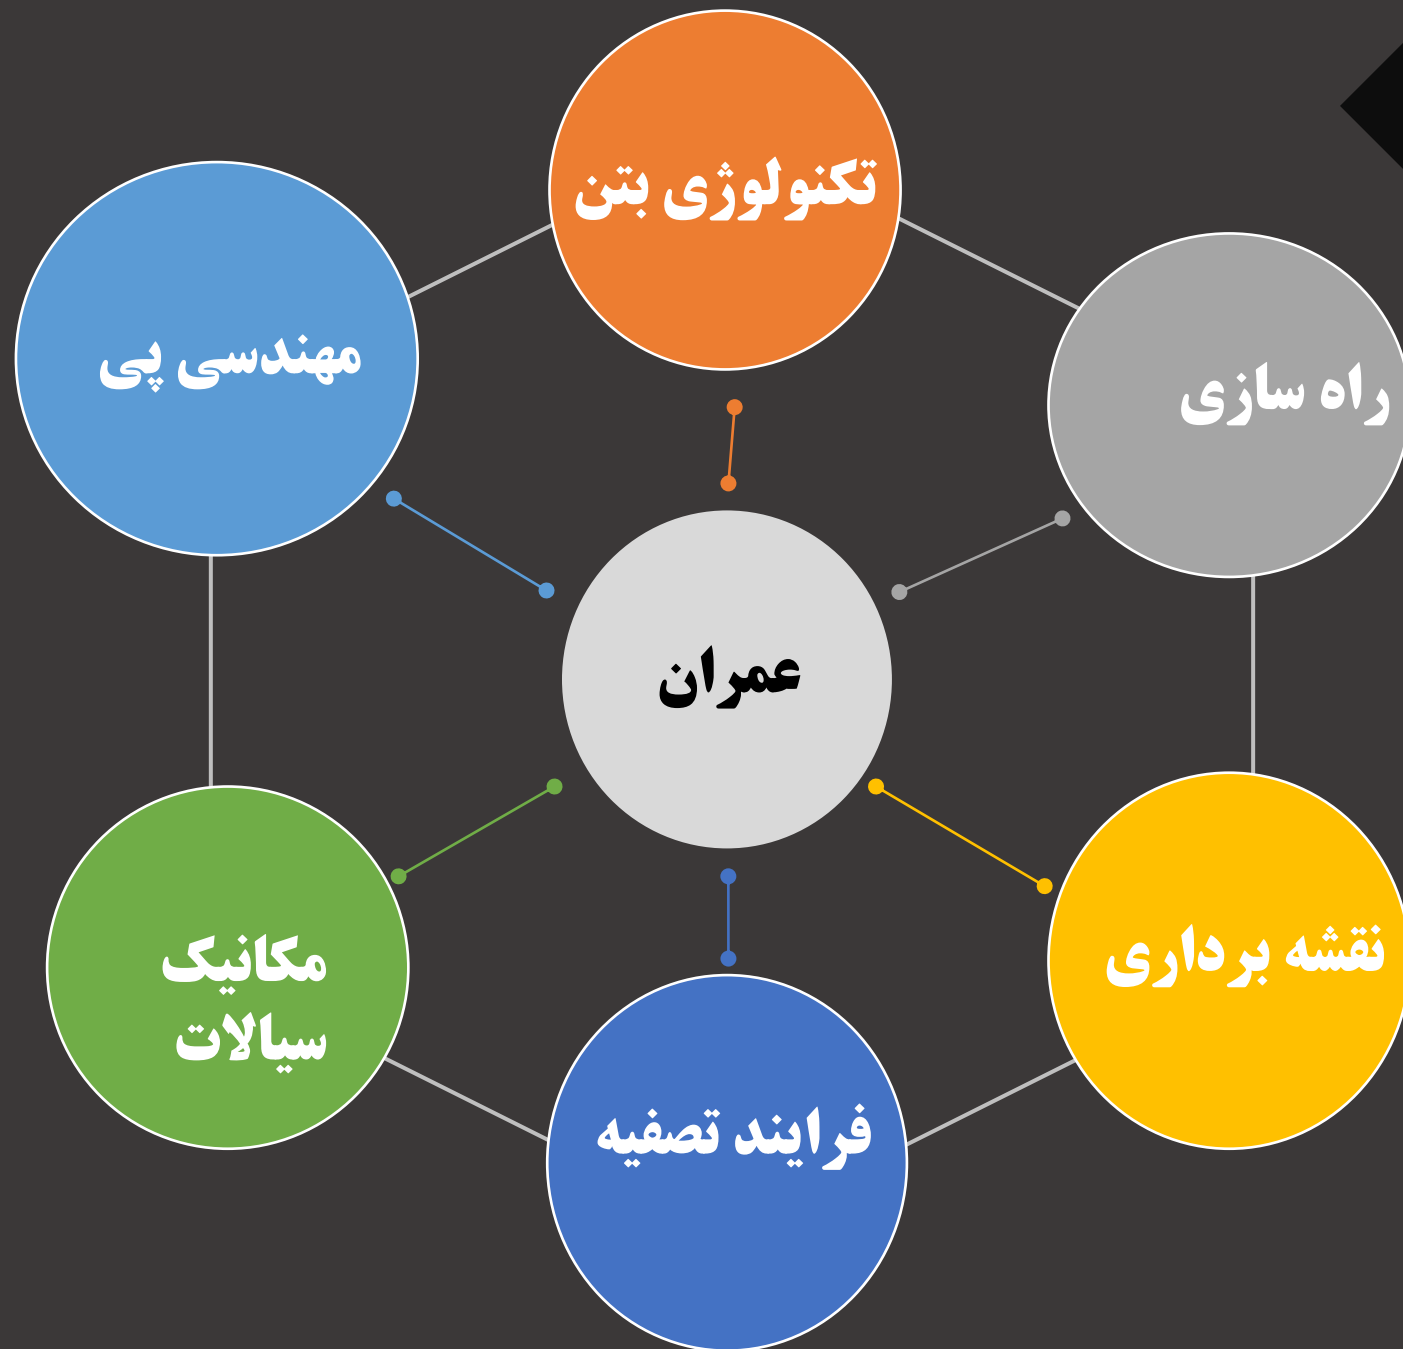 تکنولوژی بتن
مهندسی پی
راه سازی
عمران
نقشه برداری
مکانیک
سیالات
فرایند تصفیه